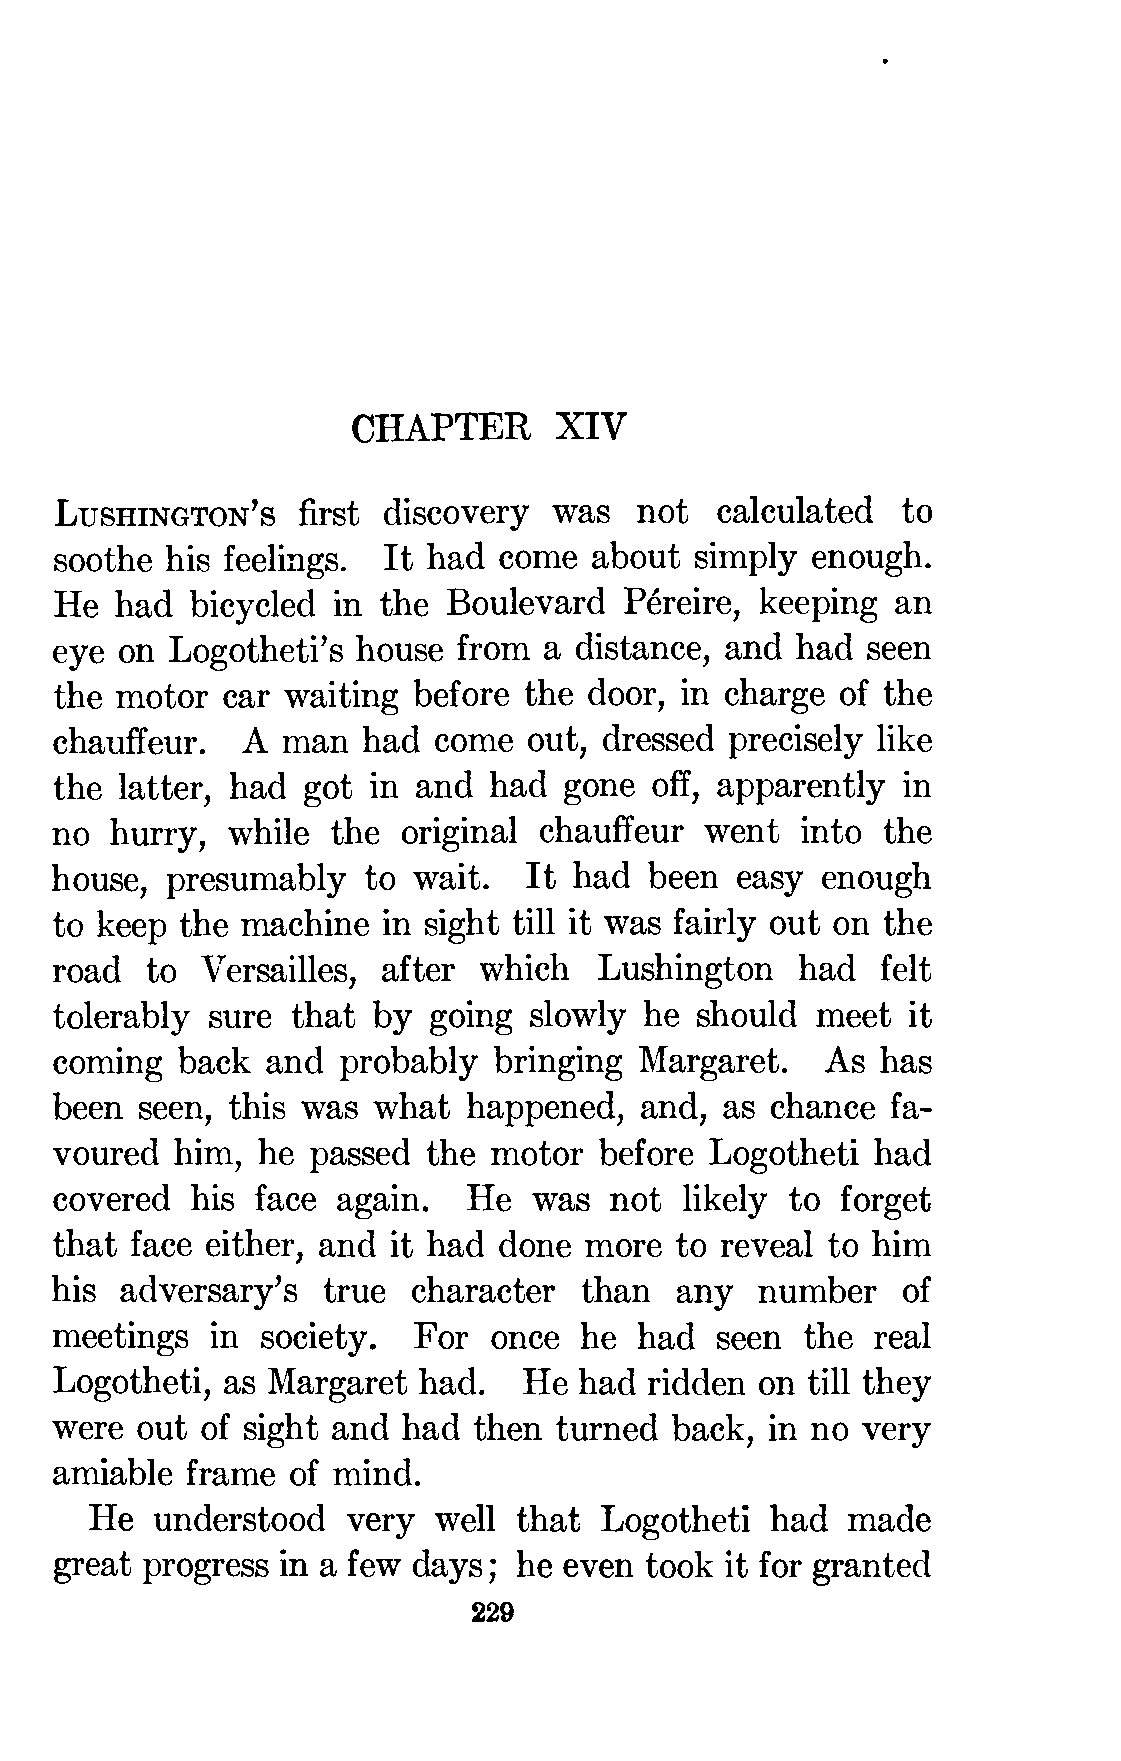 CHAPTER XIV
LUSHINGTON'S first discovery was not calculated to
soothe his feelings. It had come about simply enough.
He had bicycled in the Boulevard Péreire, keeping an
eye on Logotheti's house from a distance, and had seen
the motor car waiting before the door, in charge of the
chauffeur. A man had come out, dressed precisely like
the latter, had got in and had gone off, apparently in
no hurry, while the original chauffeur went into the
house, presumably to wait. It had been easy enough
to keep the machine in sight till it was fairly out on the
road to Versailles, after which Lushington had felt
tolerably sure that by going slowly he should meet it
coming back and probably bringing Margaret. As has
been seen, this was what happened, and, as chance fa-
voured him, he passed the motor before Logotheti had
covered his face again. He was not likely to forget
that face either, and it had done more to reveal to him
his adversary's true character than any number of
meetings in society. For once he had seen the real
Logotheti, as Margaret had. He had ridden on till they
were out of sight and had then turned back, in no very
amiable frame of mind.
He understood very well that Logotheti had made
great progress in a few days; he even took it for granted
229